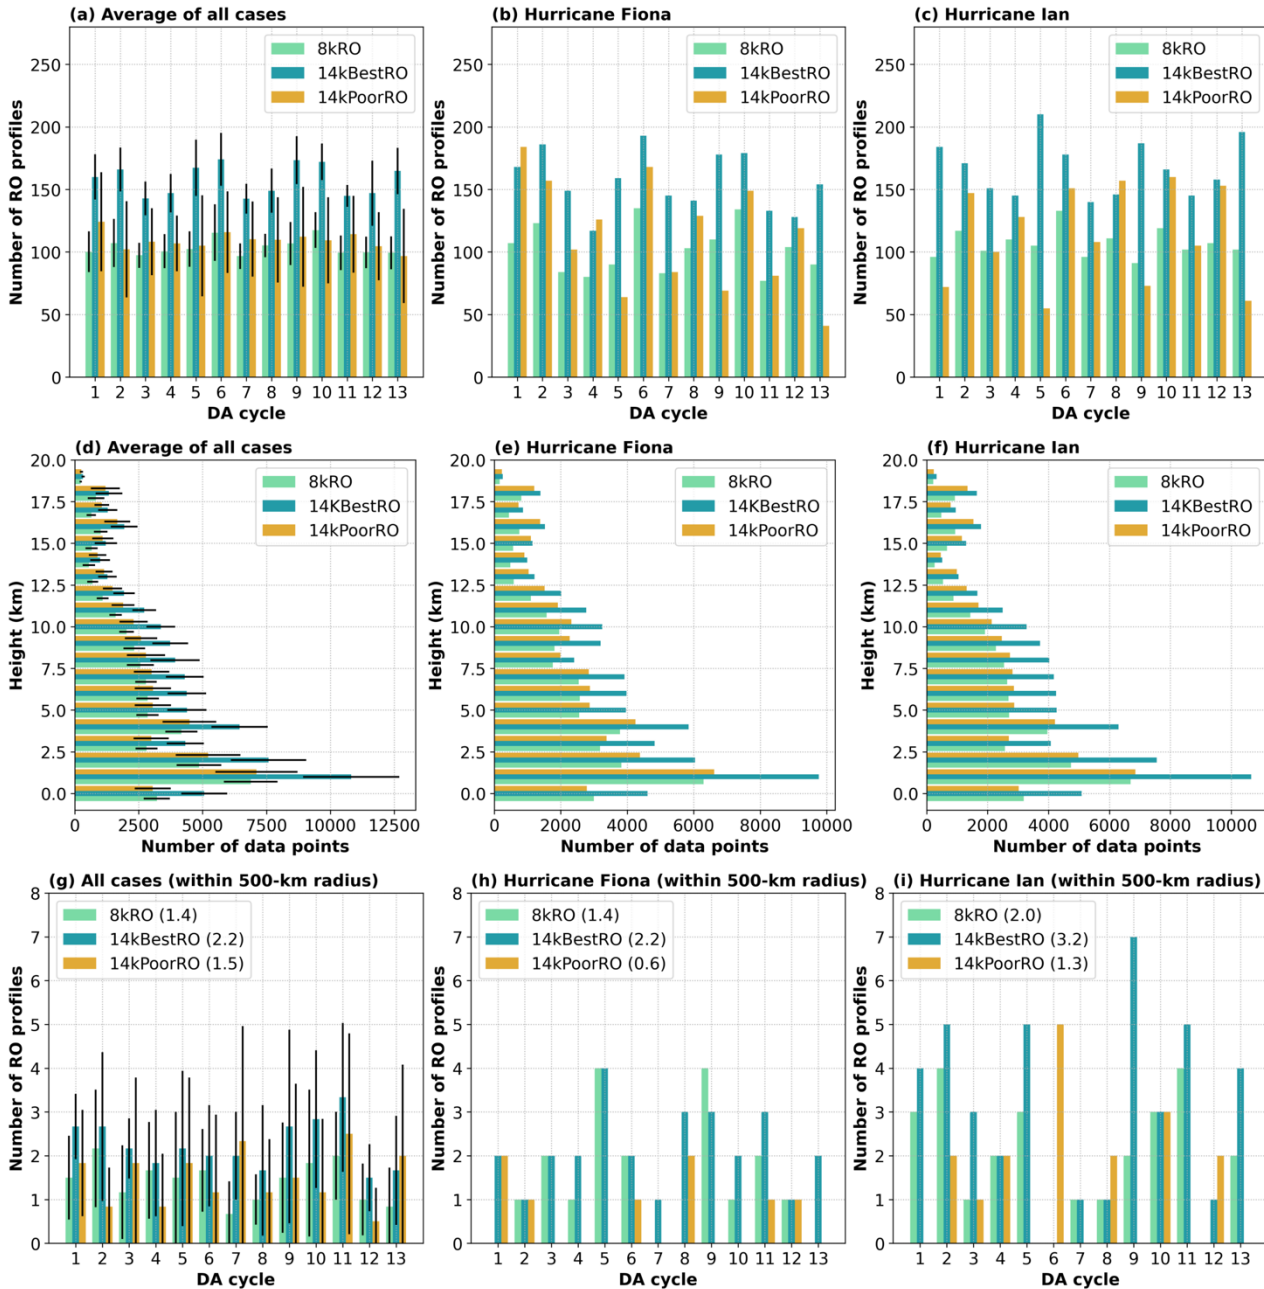 (a) Average of all cases
Number of RO profiles
250
200
150
100
50
0
8kRO
14kBestRO
14kPoorRO
1 2 3 4 5 6 7 8 9 10 11 12 13
DA cycle
(b) Hurricane Fiona
Number of RO profiles
250
200
150
100
50
0
8kRO
14kBestRO
14kPoorRO
1 2 3 4 5 6 7 8 9 10 11 12 13
DA cycle
(c) Hurricane Ian
Number of RO profiles
250
200
150
100
50
0
8kRO
14kBestRO
14kPoorRO
1 2 3 4 5 6 7 8 9 10 11 12 13
DA cycle
(d) Average of all cases
Height (km)
20.0
17.5
15.0
12.5
10.0
7.5
5.0
2.5
0.0
8kRO
14KBestRO
14kPoorRO
0 2500 5000 7500 10000 12500
Number of data points
(e) Hurricane Fiona
Height (km)
20.0
17.5
15.0
12.5
10.0
7.5
5.0
2.5
0.0
8kRO
14KBestRO
14kPoorRO
0 2000 4000 6000 8000 10000
Number of data points
(f) Hurricane Ian
Height (km)
20.0
17.5
15.0
12.5
10.0
7.5
5.0
2.5
0.0
8kRO
14KBestRO
14kPoorRO
0 2000 4000 6000 8000 10000
Number of data points
(g) All cases (within 500-km radius)
Number of RO profiles
8
7
6
5
4
3
2
1
0
8kRO (1.4)
14kBestRO (2.2)
14kPoorRO (1.5)
1 2 3 4 5 6 7 8 9 10 11 12 13
DA cycle
(h) Hurricane Fiona (within 500-km radius)
Number of RO profiles
8
7
6
5
4
3
2
1
0
8kRO (1.4)
14kBestRO (2.2)
14kPoorRO (0.6)
1 2 3 4 5 6 7 8 9 10 11 12 13
DA cycle
(i) Hurricane Ian (within 500-km radius)
Number of RO profiles
8
7
6
5
4
3
2
1
0
8kRO (2.0)
14kBestRO (3.2)
14kPoorRO (1.3)
1 2 3 4 5 6 7 8 9 10 11 12 13
DA cycle